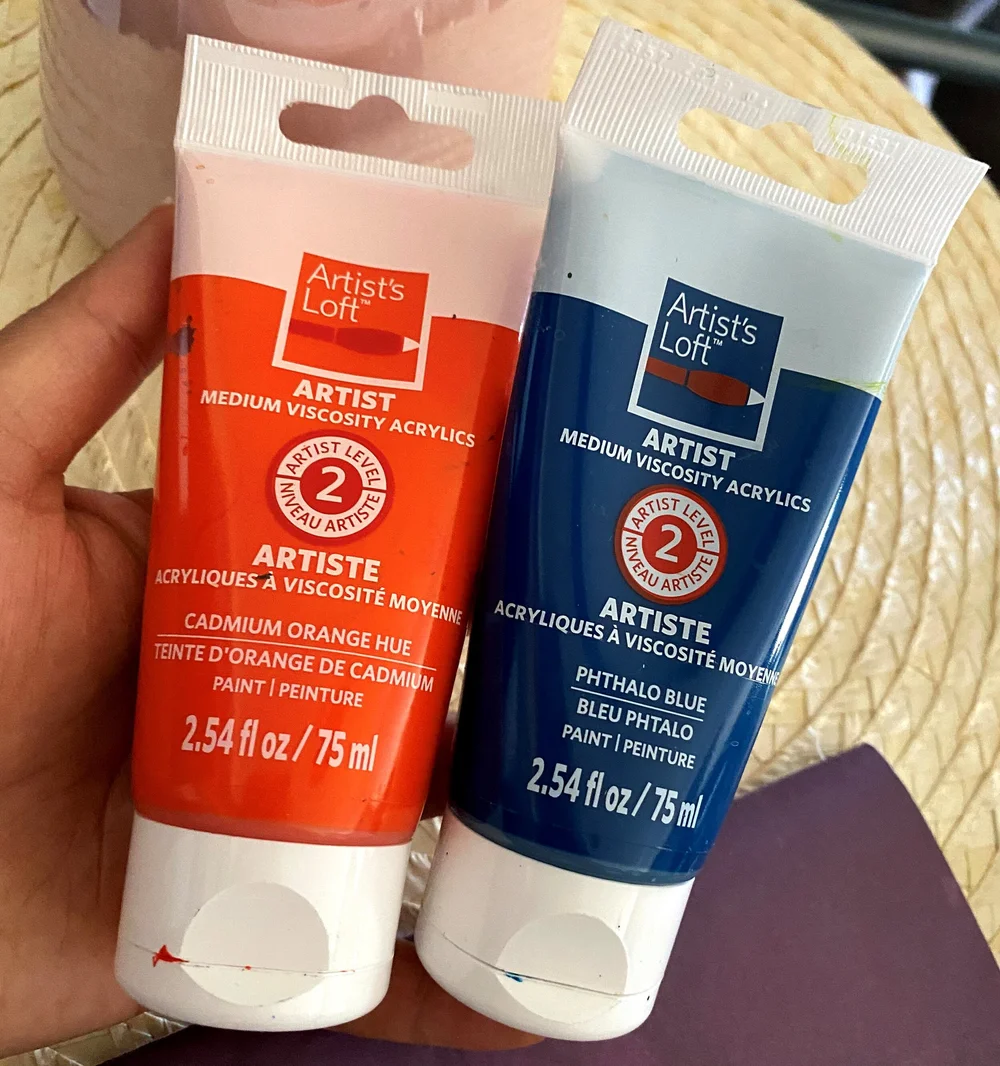 Artist's
Loft™
ARTIST
MEDIUM VISCOSITY ACRYLICS
ARTIST LEVEL
2
NIVEAU ARTISTE
ARTISTE
ACRYLIQUES À VISCOSITÉ MOYENNE
CADMIUM ORANGE HUE
TEINTE D'ORANGE DE CADMIUM
PAINT | PEINTURE
2.54 fl oz / 75 ml
Artist's
Loft™
ARTIST
MEDIUM VISCOSITY ACRYLICS
ARTIST LEVEL
2
NIVEAU ARTISTE
ARTISTE
ACRYLIQUES À VISCOSITÉ MOYENNE
PHTHALO BLUE
BLEU PHTALO
PAINT | PEINTURE
2.54 fl oz / 75 ml